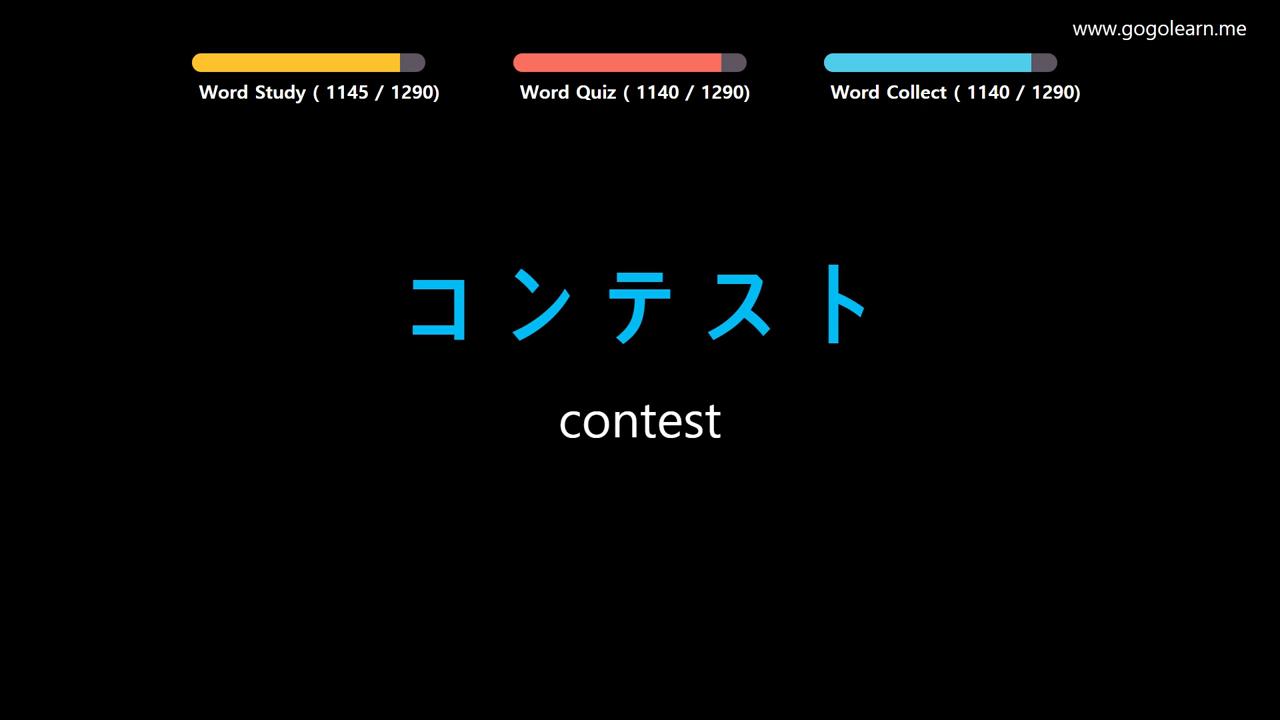 www.gogolearn.me
Word Study ( 1145 / 1290)
Word Quiz ( 1140 / 1290)
Word Collect ( 1140 / 1290)
コンテスト
contest